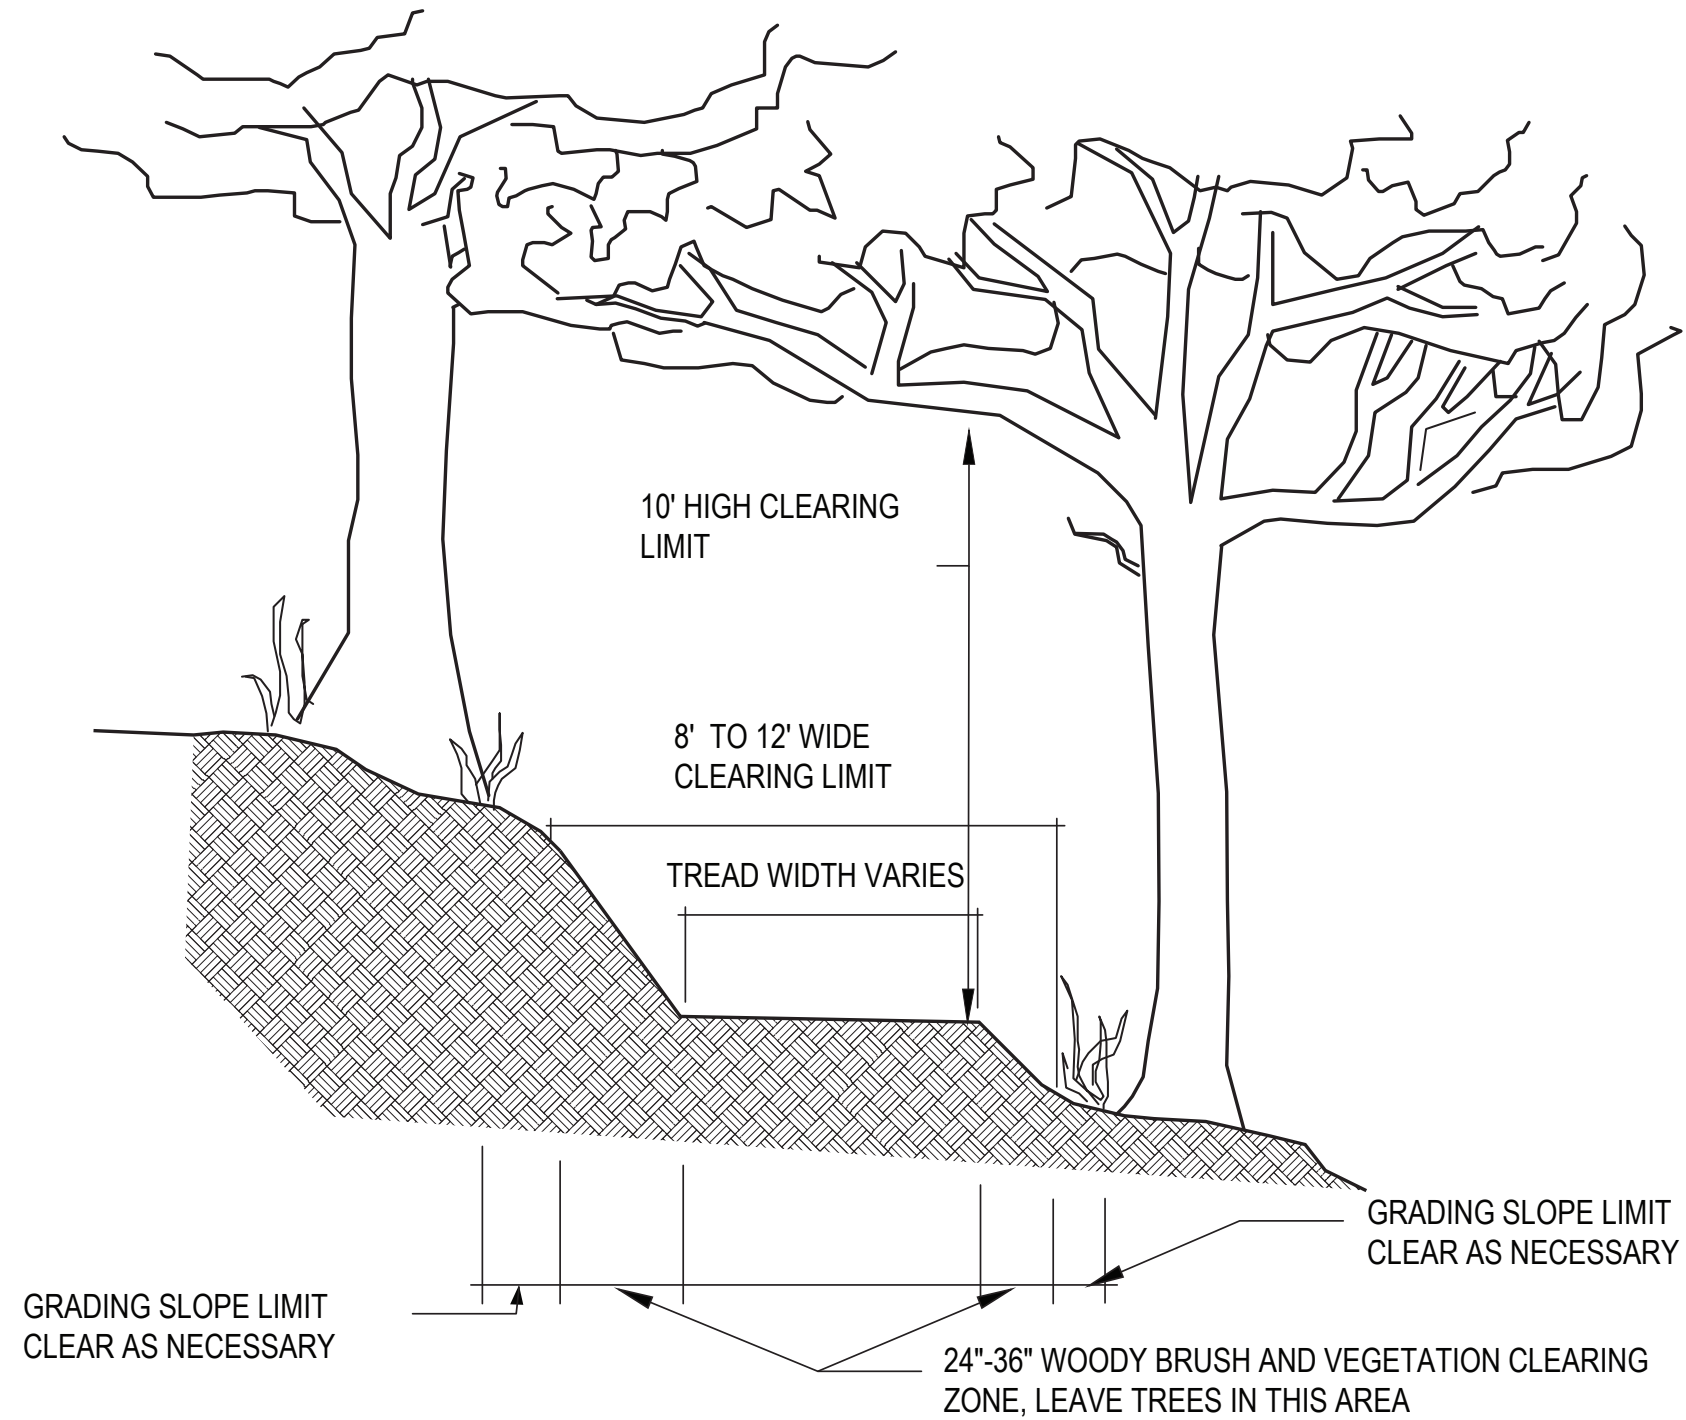 10' HIGH CLEARING
LIMIT
8' TO 12' WIDE
CLEARING LIMIT
TREAD WIDTH VARIES
GRADING SLOPE LIMIT
CLEAR AS NECESSARY
GRADING SLOPE LIMIT
CLEAR AS NECESSARY
24"-36" WOODY BRUSH AND VEGETATION CLEARING
ZONE, LEAVE TREES IN THIS AREA